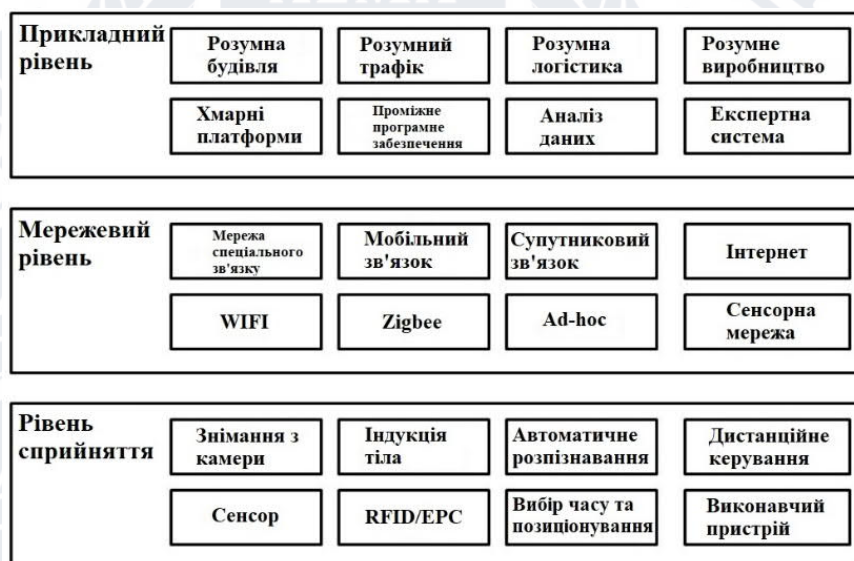 Прикладний
рівень
Розумна
будівля
Розумний
трафік
Розумна
логістика
Розумне
виробництво
Хмарні
платформи
Проміжне
програмне
забезпечення
Аналіз
даних
Експертна
система
Мережевий
рівень
Мережа
спеціального
зв'язку
Мобільний
зв'язок
Супутниковий
зв'язок
Інтернет
WIFI
Zigbee
Ad-hoc
Сенсорна
мережа
Рівень
сприйняття
Знімання з
камери
Індукція
тіла
Автоматичне
розпізнавання
Дистанційне
керування
Сенсор
RFID/EPC
Вибір часу та
позиціонування
Виконавчий
пристрій